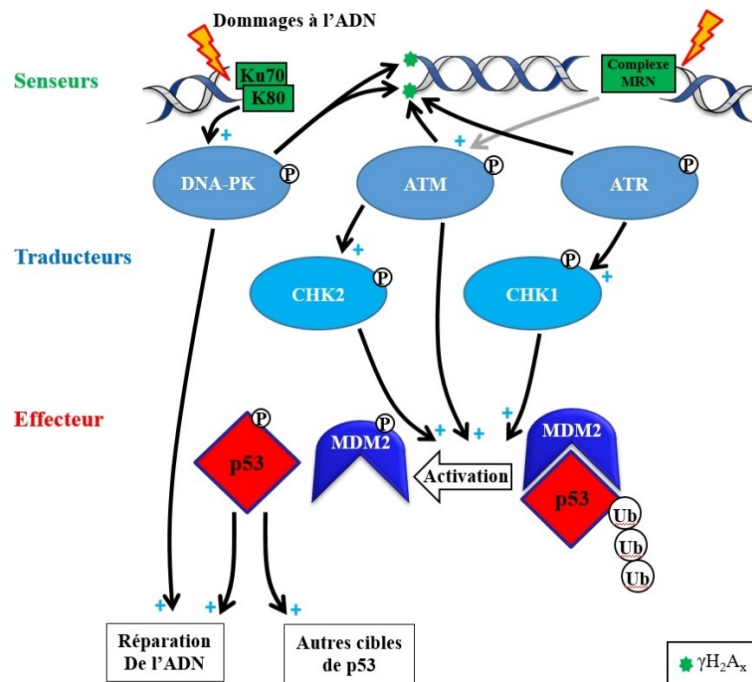 Dommages à l’ADN
Senseurs
Ku70
K80
Complexe
MRN
+
+
DNA-PK
P
ATM
P
ATR
P
Traducteurs
+
+
CHK2
P
CHK1
P
Effecteur
+
+
+
p53
P
MDM2
P
Activation
MDM2
p53
Ub
Ub
Ub
+
+
+
Réparation
De l’ADN
Autres cibles
de p53
γH₂Aₓ